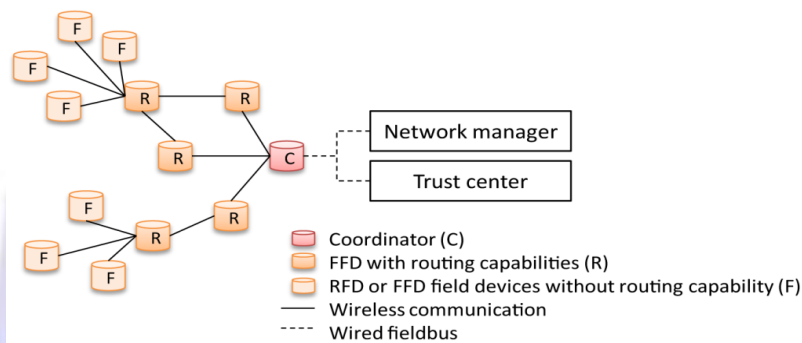 F
F
F
F
R
R
R
C
Network manager
Trust center
F
R
R
F
F
Coordinator (C)
FFD with routing capabilities (R)
RFD or FFD field devices without routing capability (F)
Wireless communication
Wired fieldbus